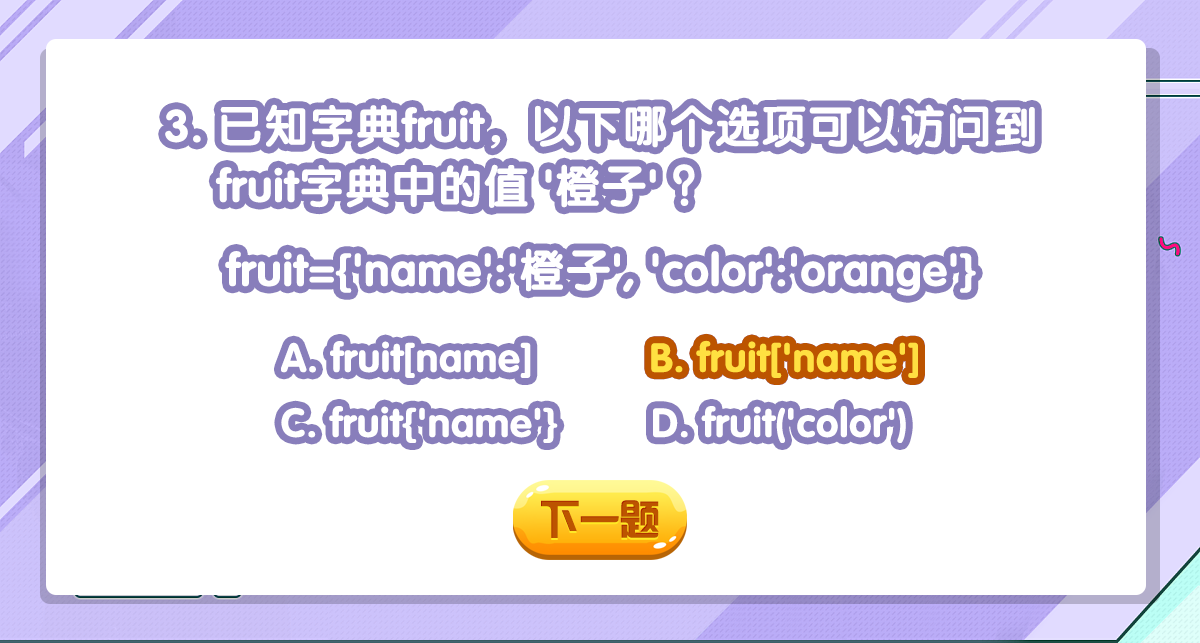 3. 已知字典fruit，以下哪个选项可以访问到
fruit字典中的值 '橙子' ？
fruit={'name':'橙子', 'color':'orange'}
A. fruit[name]
B. fruit['name']
C. fruit{'name'}
D. fruit('color')
下一题